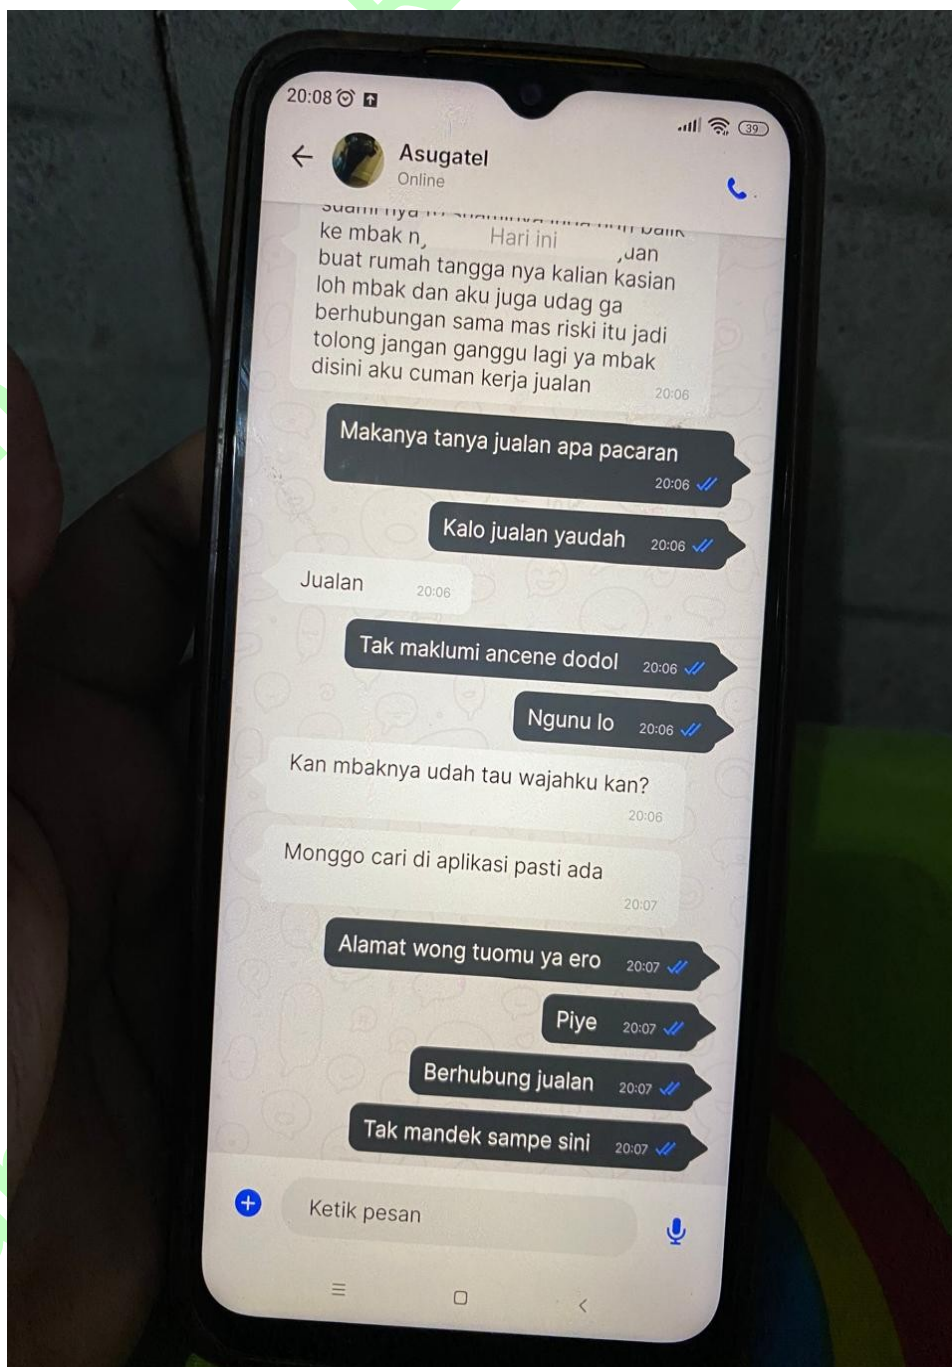 20:08
39
Asugatel
Online
Hari ini
ke mbak
buat rumah tangga nya kalian kasian
loh mbak dan aku juga udag ga
berhubungan sama mas riski itu jadi
tolong jangan ganggu lagi ya mbak
disini aku cuman kerja jualan
20:06
Makanya tanya jualan apa pacaran
20:06
Kalo jualan yaudah 20:06
Jualan 20:06
Tak maklumi ancene dodol 20:06
Ngunu lo 20:06
Kan mbaknya udah tau wajahku kan?
20:06
Monggo cari di aplikasi pasti ada
20:07
Alamat wong tuomu ya ero 20:07
Piye 20:07
Berhubung jualan 20:07
Tak mandek sampe sini 20:07
Ketik pesan